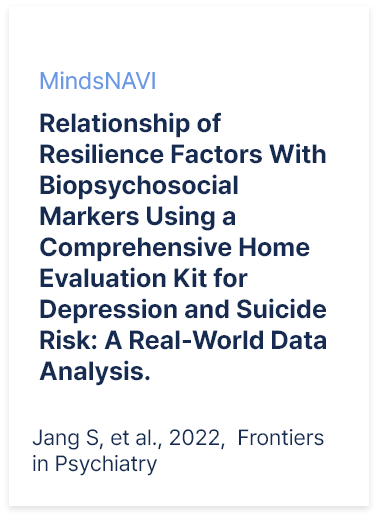 MindsNAVI
Relationship of
Resilience Factors With
Biopsychosocial
Markers Using a
Comprehensive Home
Evaluation Kit for
Depression and Suicide
Risk: A Real-World Data
Analysis.
Jang S, et al., 2022,  Frontiers
in Psychiatry